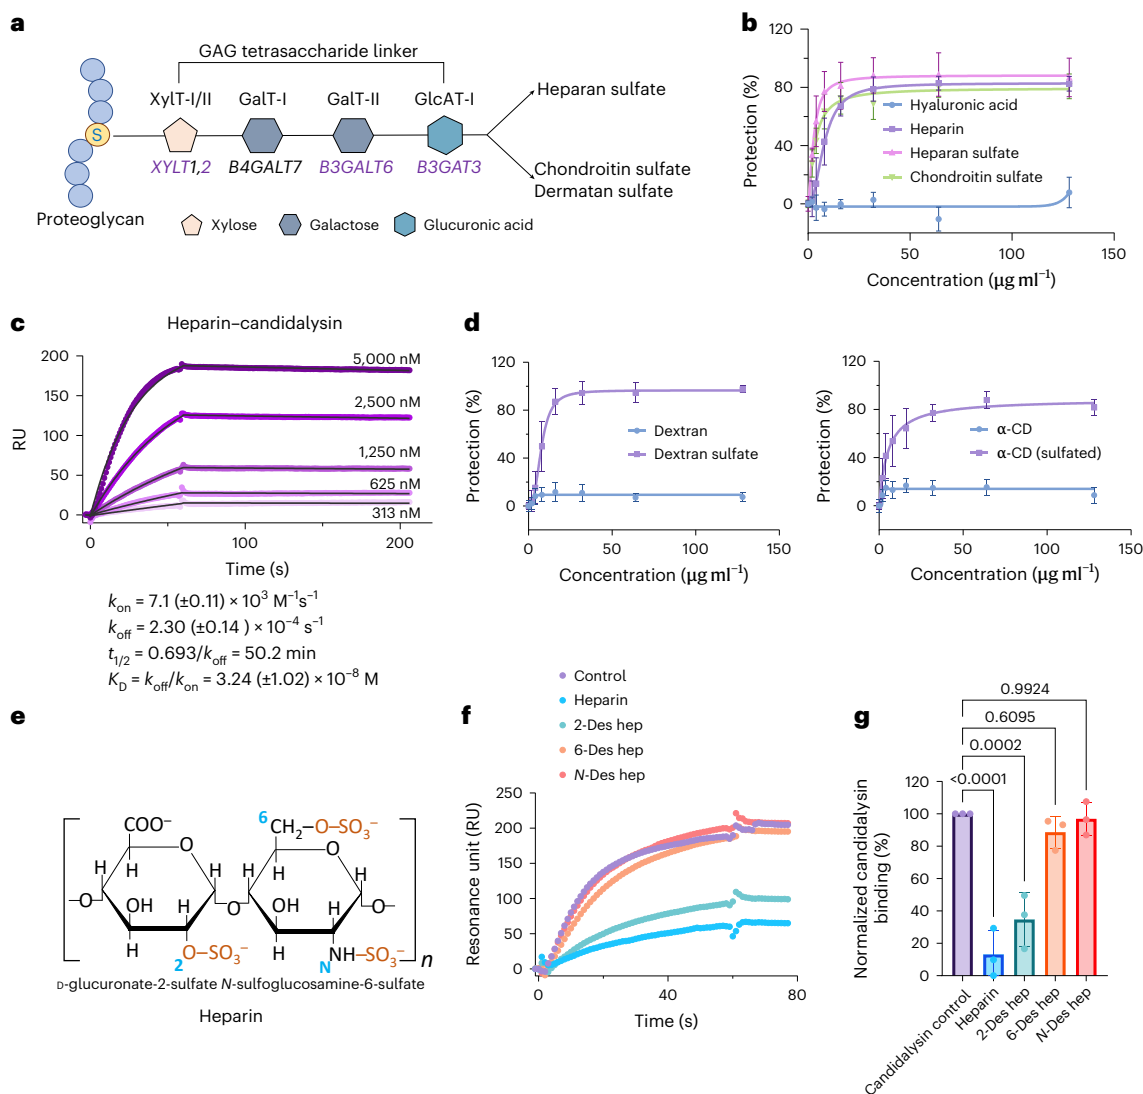 a
GAG tetrasaccharide linker
XylT-I/II GalT-I GalT-II GlcAT-I
Heparan sulfate
S
XYLT1,2 B4GALT7 B3GALT6 B3GAT3
Chondroitin sulfate
Dermatan sulfate
Proteoglycan
Xylose Galactose Glucuronic acid
b
Protection (%)
120
80
40
0
Hyaluronic acid
Heparin
Heparan sulfate
Chondroitin sulfate
0 50 100 150
Concentration (µg ml⁻¹)
c
Heparin–candidalysin
RU
200
150
100
50
0
5,000 nM
2,500 nM
1,250 nM
625 nM
313 nM
0 100 200
Time (s)
kon = 7.1 (±0.11) × 10³ M⁻¹s⁻¹
koff = 2.30 (±0.14 ) × 10⁻⁴ s⁻¹
t1/2 = 0.693/koff = 50.2 min
KD = koff/kon = 3.24 (±1.02) × 10⁻⁸ M
d
Protection (%)
120
80
40
0
Dextran
Dextran sulfate
0 50 100 150
Concentration (µg ml⁻¹)
Protection (%)
120
80
40
0
α-CD
α-CD (sulfated)
0 50 100 150
Concentration (µg ml⁻¹)
e
6
COO⁻ CH2–O–SO3⁻
H O H O
H H H H
O OH H O OH H O
H O–SO3⁻ H NH–SO3⁻
2 N n
D-glucuronate-2-sulfate N-sulfoglucosamine-6-sulfate
Heparin
f
Control
Heparin
2-Des hep
6-Des hep
N-Des hep
Resonance unit (RU)
250
200
150
100
50
0
0 40 80
Time (s)
g
0.9924
0.6095
0.0002
<0.0001
Normalized candidalysin
binding (%)
120
100
80
60
40
20
0
Candidalysin control
Heparin
2-Des hep
6-Des hep
N-Des hep